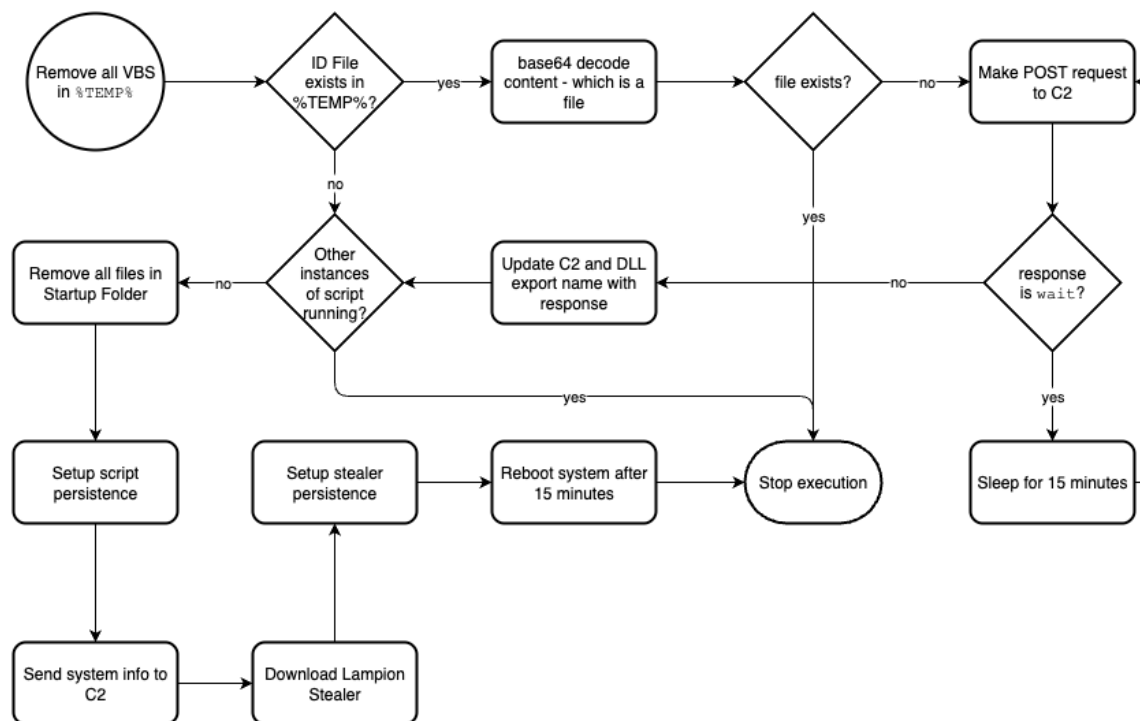 Remove all VBS
in %TEMP%
ID File
exists in
%TEMP%?
yes
base64 decode
content - which is a
file
file exists?
no
Make POST request
to C2
no
yes
Remove all files in
Startup Folder
no
Other
instances
of script
running?
Update C2 and DLL
export name with
response
no
response
is wait?
yes
yes
Setup script
persistence
Setup stealer
persistence
Reboot system after
15 minutes
Stop execution
Sleep for 15 minutes
Send system info to
C2
Download Lampion
Stealer